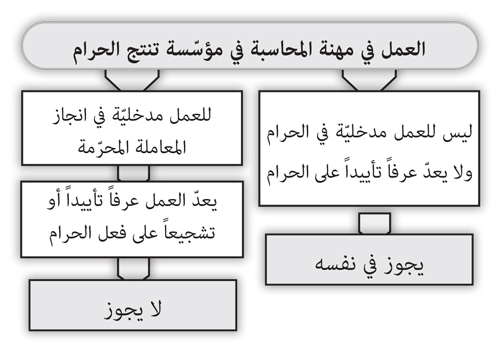 العمل في مهنة المحاسبة في مؤسّسة تنتج الحرام
ليس للعمل مدخليّة في الحرام
ولا يعدّ عرفاً تأييداً على الحرام
يجوز في نفسه
للعمل مدخليّة في انجاز
المعاملة المحرّمة
يعدّ العمل عرفاً تأييداً أو
تشجيعاً على فعل الحرام
لا يجوز